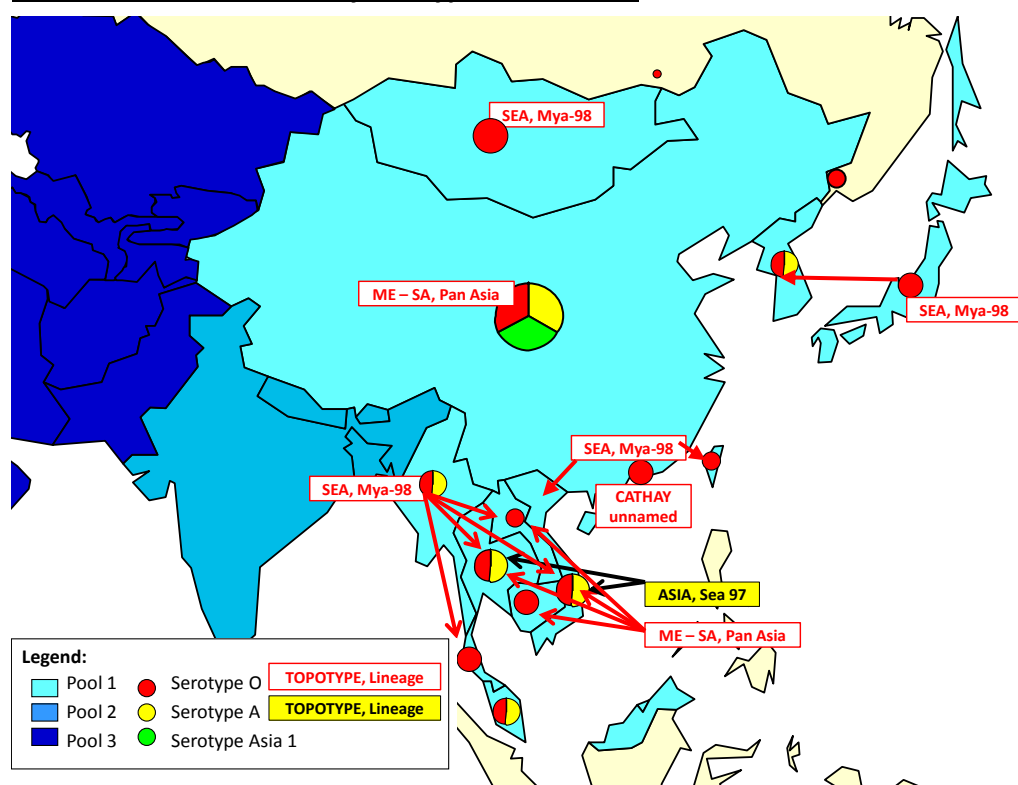 SEA, Mya-98
ME – SA, Pan Asia
SEA, Mya-98
SEA, Mya-98
SEA, Mya-98
CATHAY
unnamed
ASIA, Sea 97
ME – SA, Pan Asia
Legend:
Pool 1
Serotype O
TOPOTYPE, Lineage
Pool 2
Serotype A
TOPOTYPE, Lineage
Pool 3
Serotype Asia 1